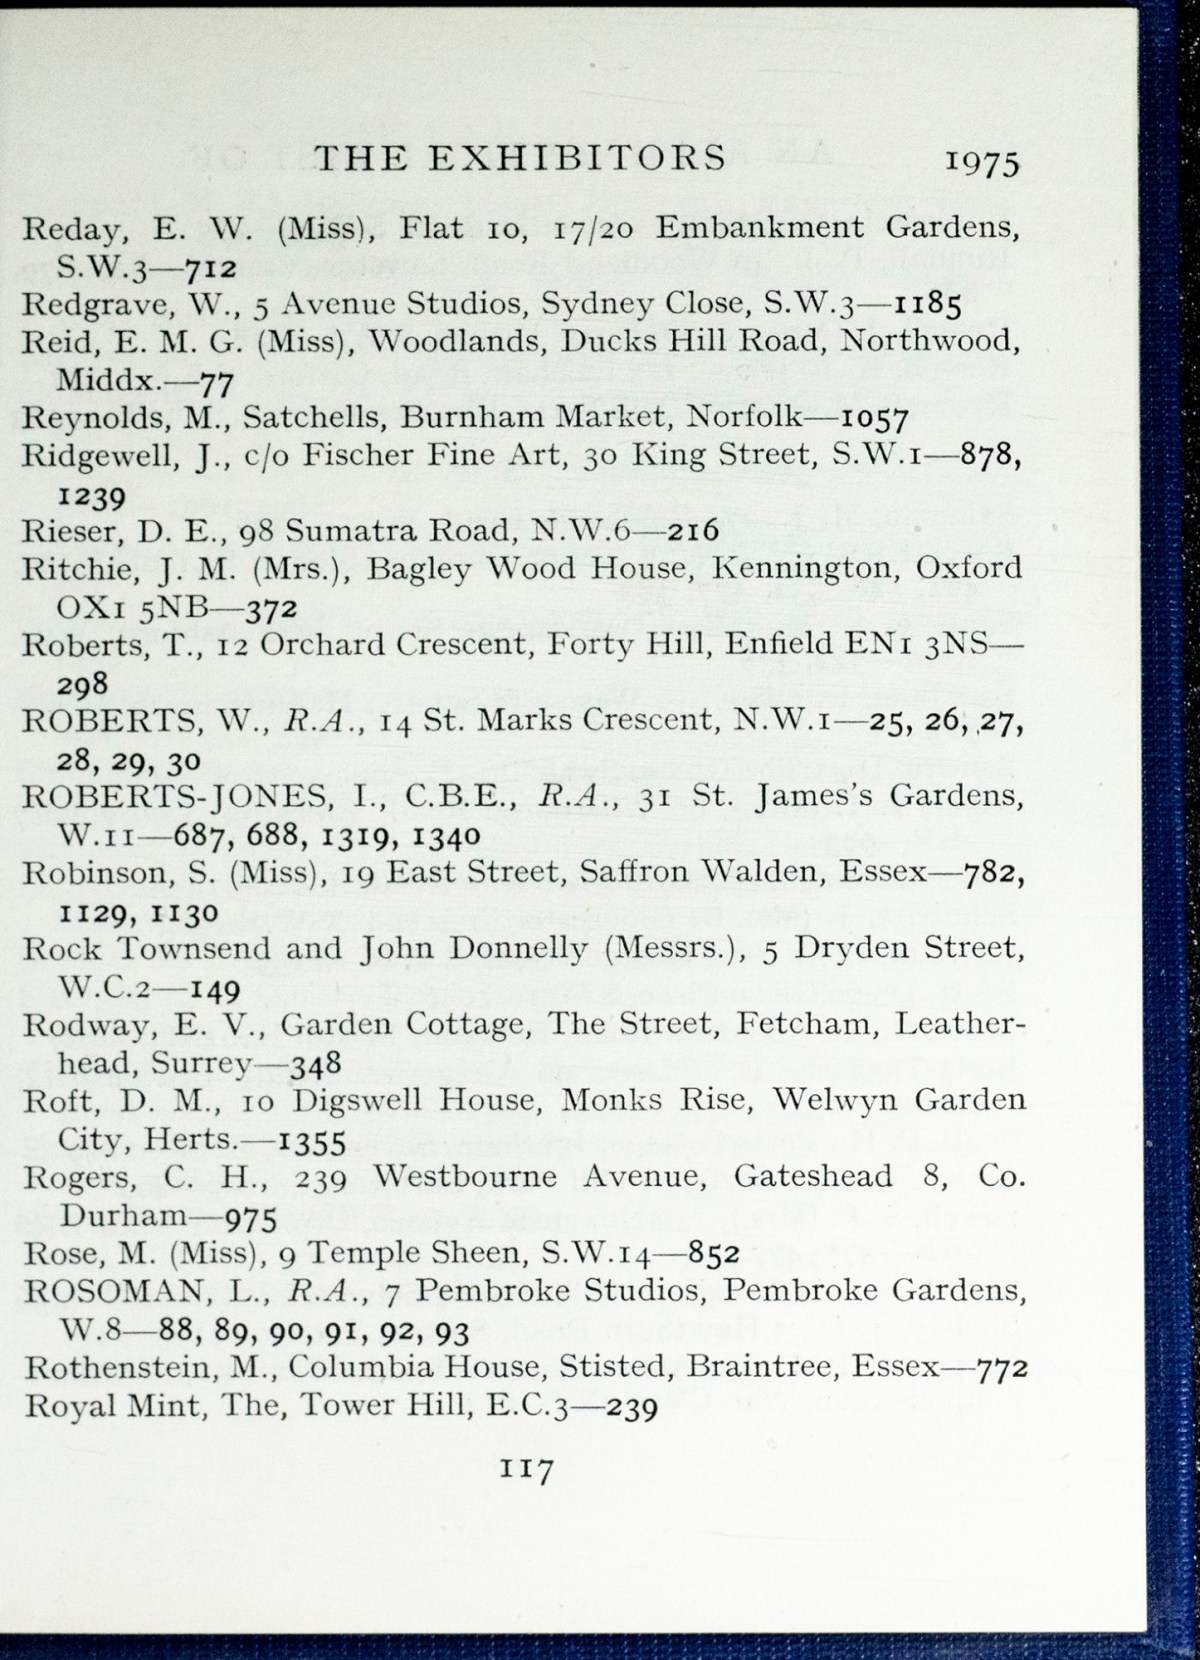 THE EXHIBITORS 1975
Reday, E. W. (Miss), Flat 10, 17/20 Embankment Gardens,
S.W.3—712
Redgrave, W., 5 Avenue Studios, Sydney Close, S.W.3—1185
Reid, E. M. G. (Miss), Woodlands, Ducks Hill Road, Northwood,
Middx.—77
Reynolds, M., Satchells, Burnham Market, Norfolk—1057
Ridgewell, J., c/o Fischer Fine Art, 30 King Street, S.W.1—878,
1239
Rieser, D. E., 98 Sumatra Road, N.W.6—216
Ritchie, J. M. (Mrs.), Bagley Wood House, Kennington, Oxford
OX1 5NB—372
Roberts, T., 12 Orchard Crescent, Forty Hill, Enfield EN1 3NS—
298
ROBERTS, W., R.A., 14 St. Marks Crescent, N.W.1—25, 26, 27,
28, 29, 30
ROBERTS-JONES, I., C.B.E., R.A., 31 St. James's Gardens,
W.11—687, 688, 1319, 1340
Robinson, S. (Miss), 19 East Street, Saffron Walden, Essex—782,
1129, 1130
Rock Townsend and John Donnelly (Messrs.), 5 Dryden Street,
W.C.2—149
Rodway, E. V., Garden Cottage, The Street, Fetcham, Leather-
head, Surrey—348
Roft, D. M., 10 Digswell House, Monks Rise, Welwyn Garden
City, Herts.—1355
Rogers, C. H., 239 Westbourne Avenue, Gateshead 8, Co.
Durham—975
Rose, M. (Miss), 9 Temple Sheen, S.W.14—852
ROSOMAN, L., R.A., 7 Pembroke Studios, Pembroke Gardens,
W.8—88, 89, 90, 91, 92, 93
Rothenstein, M., Columbia House, Stisted, Braintree, Essex—772
Royal Mint, The, Tower Hill, E.C.3—239
117